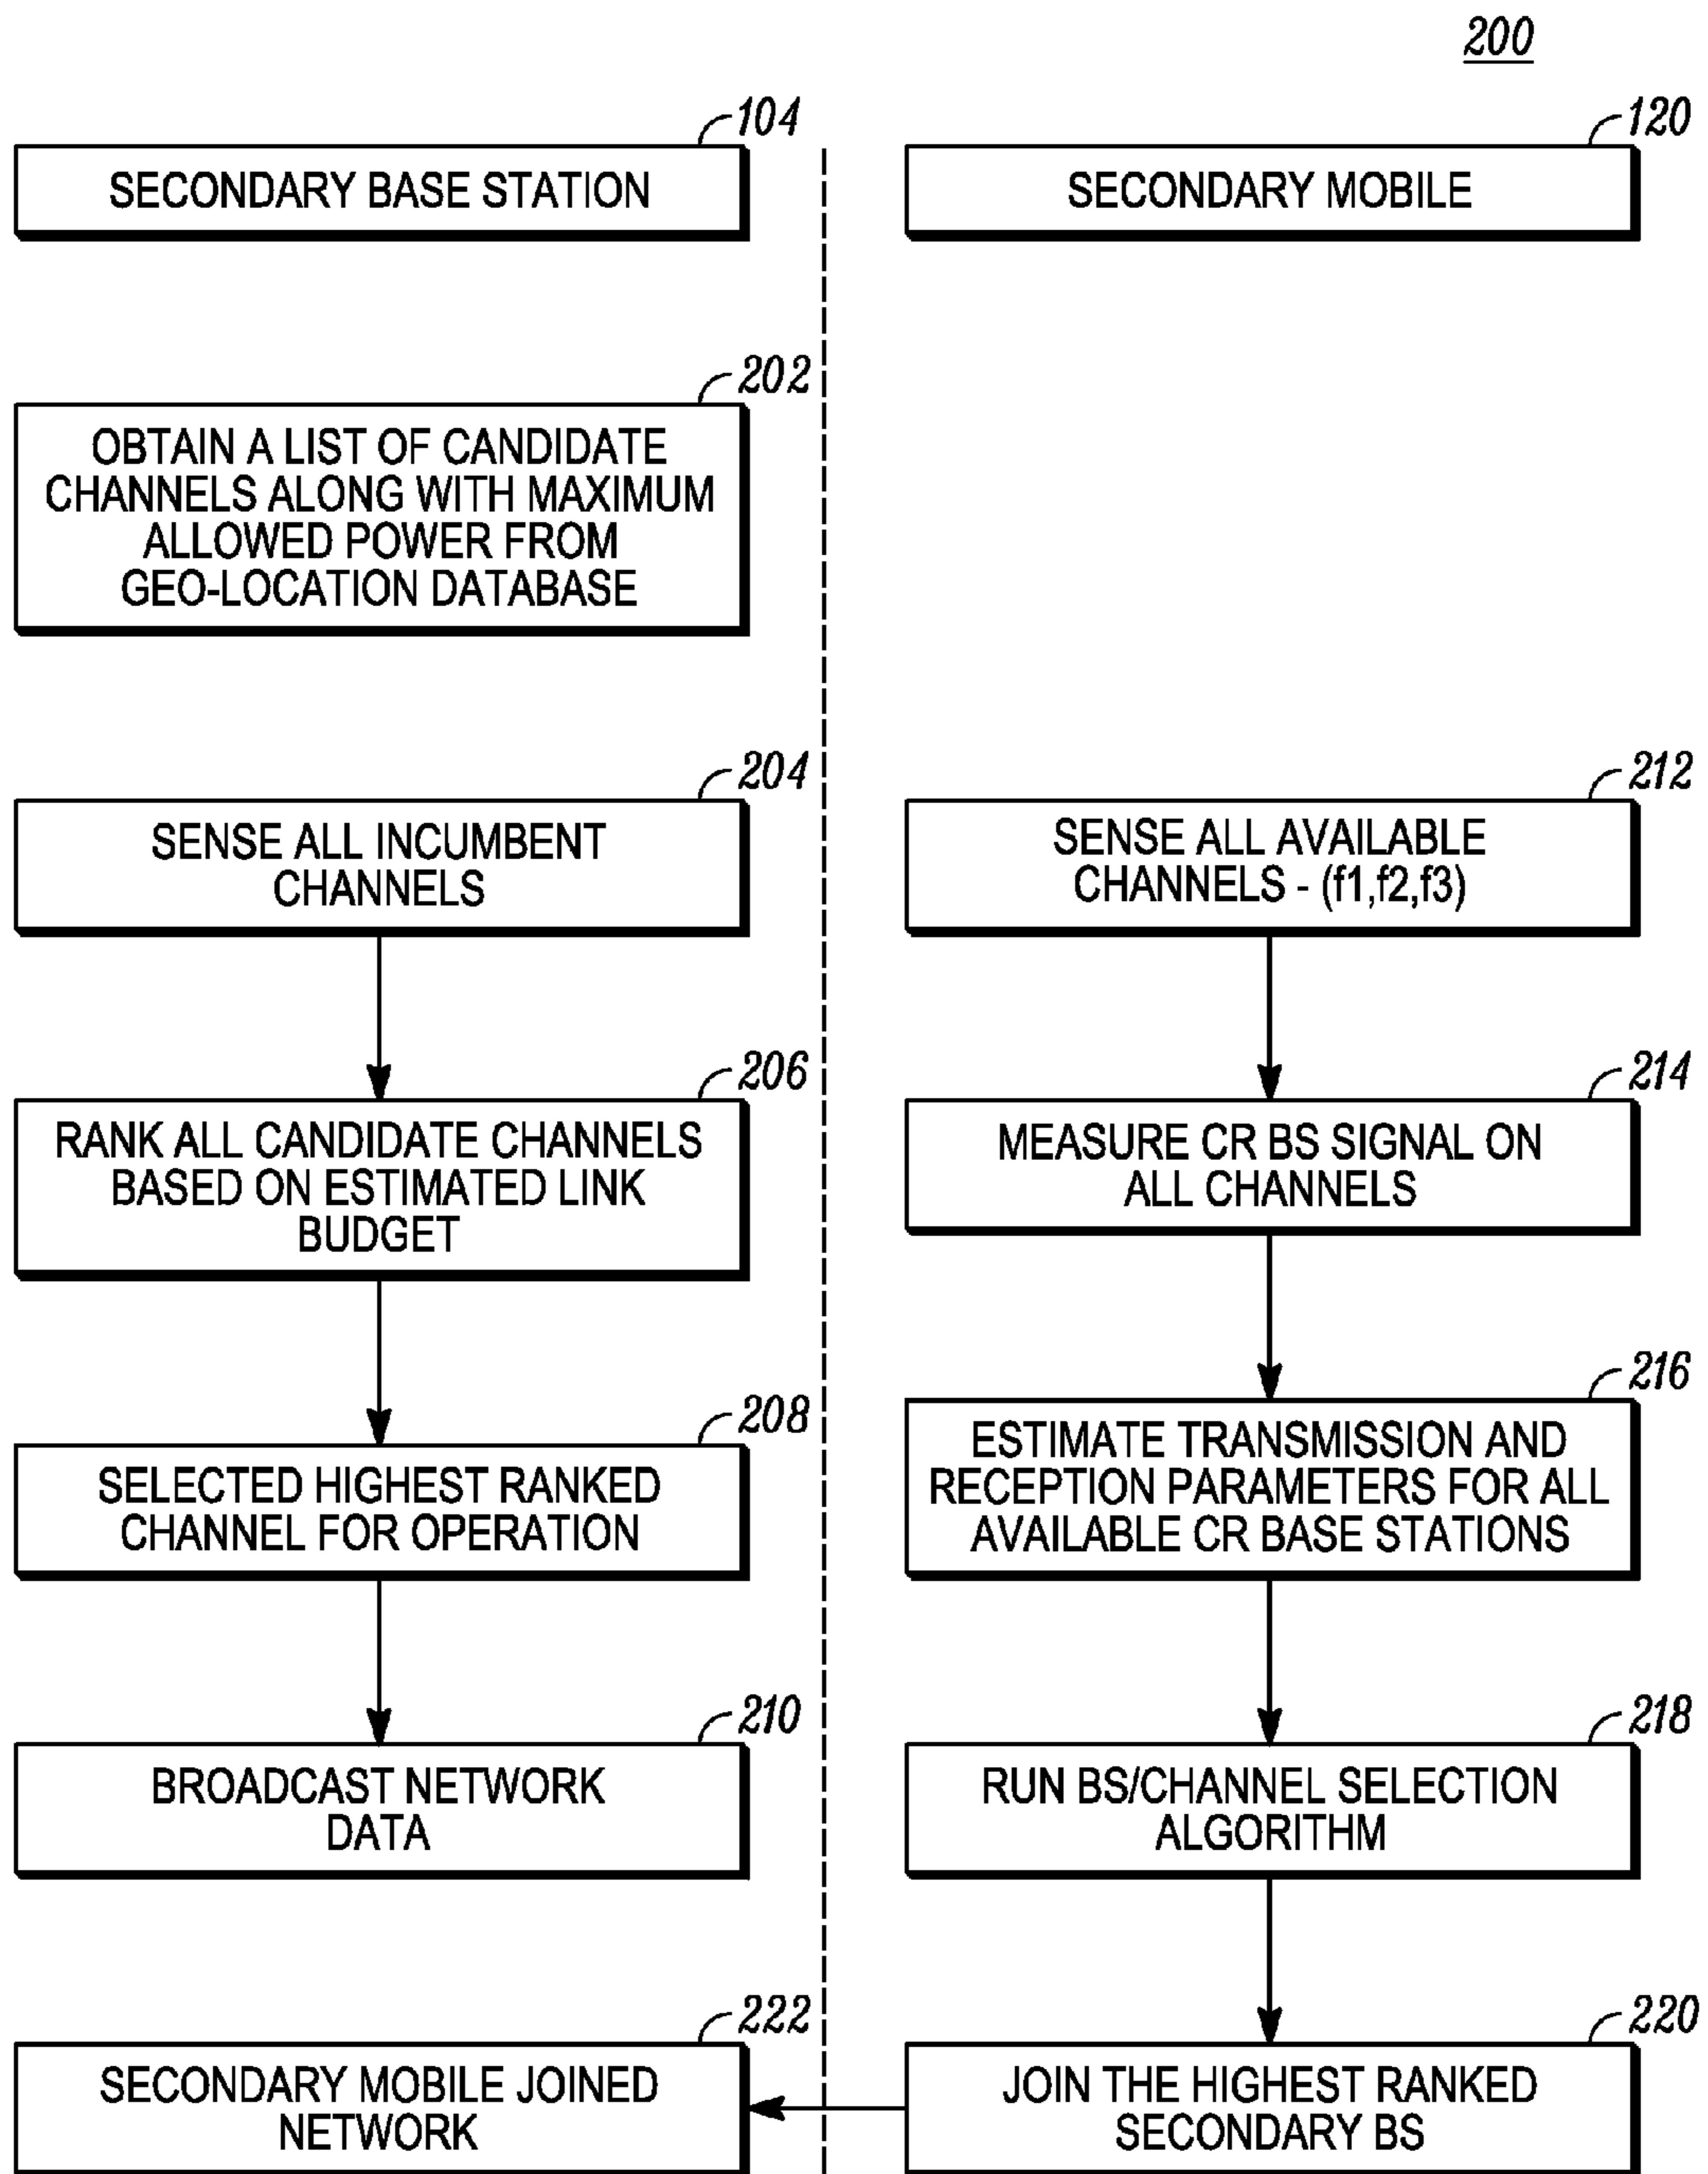 200
104
SECONDARY BASE STATION
120
SECONDARY MOBILE
202
OBTAIN A LIST OF CANDIDATE
CHANNELS ALONG WITH MAXIMUM
ALLOWED POWER FROM
GEO-LOCATION DATABASE
204
SENSE ALL INCUMBENT
CHANNELS
206
RANK ALL CANDIDATE CHANNELS
BASED ON ESTIMATED LINK
BUDGET
208
SELECTED HIGHEST RANKED
CHANNEL FOR OPERATION
210
BROADCAST NETWORK
DATA
212
SENSE ALL AVAILABLE
CHANNELS - (f1,f2,f3)
214
MEASURE CR BS SIGNAL ON
ALL CHANNELS
216
ESTIMATE TRANSMISSION AND
RECEPTION PARAMETERS FOR ALL
AVAILABLE CR BASE STATIONS
218
RUN BS/CHANNEL SELECTION
ALGORITHM
220
JOIN THE HIGHEST RANKED
SECONDARY BS
222
SECONDARY MOBILE JOINED
NETWORK